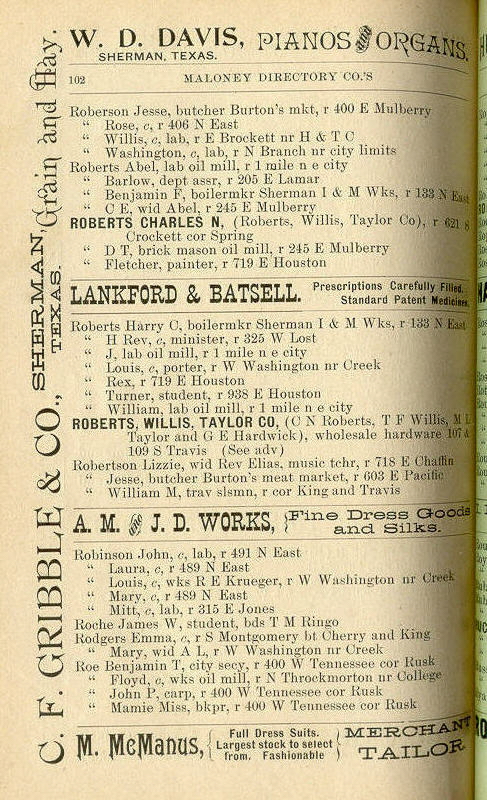 W. D. DAVIS, PIANOS & ORGANS.
SHERMAN, TEXAS.
102 MALONEY DIRECTORY CO.'S
Roberson Jesse, butcher Burton's mkt, r 400 E Mulberry
“ Rose, c, r 406 N East
“ Willis, c, lab, r E Brockett nr H & T C
“ Washington, c, lab, r N Branch nr city limits
Roberts Abel, lab oil mill, r 1 mile n e city
“ Barlow, dept assr, r 205 E Lamar
“ Benjamin F, boilermkr Sherman I & M Wks, r 133 N East
“ C E, wid Abel, r 245 E Mulberry
ROBERTS CHARLES N, (Roberts, Willis, Taylor Co), r 621 S
Crockett cor Spring
“ D T, brick mason oil mill, r 245 E Mulberry
“ Fletcher, painter, r 719 E Houston
LANKFORD & BATSELL. Prescriptions Carefully Filled.
Standard Patent Medicines.
Roberts Harry C, boilermkr Sherman I & M Wks, r 133 N East
“ H Rev, c, minister, r 325 W Lost
“ J, lab oil mill, r 1 mile n e city
“ Louis, c, porter, r W Washington nr Creek
“ Rex, r 719 E Houston
“ Turner, student, r 938 E Houston
“ William, lab oil mill, r 1 mile n e city
ROBERTS, WILLIS, TAYLOR CO, (C N Roberts, T F Willis, M L
Taylor and G E Hardwick), wholesale hardware 107 &
109 S Travis (See adv)
Robertson Lizzie, wid Rev Elias, music tchr, r 718 E Chaffin
“ Jesse, butcher Burton's meat market, r 603 E Pacific
“ William M, trav slsmn, r cor King and Travis
A. M. & J. D. WORKS, {Fine Dress Goods
and Silks.
Robinson John, c, lab, r 491 N East
“ Laura, c, r 489 N East
“ Louis, c, wks R E Krueger, r W Washington nr Creek
“ Mary, c, r 489 N East
“ Mitt, c, lab, r 315 E Jones
Roche James W, student, bds T M Ringo
Rodgers Emma, c, r S Montgomery bt Cherry and King
“ Mary, wid A L, r W Washington nr Creek
Roe Benjamin T, city secy, r 400 W Tennessee cor Rusk
“ Floyd, c, wks oil mill, r N Throckmorton nr College
“ John P, carp, r 400 W Tennessee cor Rusk
“ Mamie Miss, bkpr, r 400 W Tennessee cor Rusk
M. McManus, { Full Dress Suits.
Largest stock to select
from. Fashionable } MERCHANT
TAILOR
C. F. GRIBBLE & CO., SHERMAN, TEXAS. Grain and Hay.